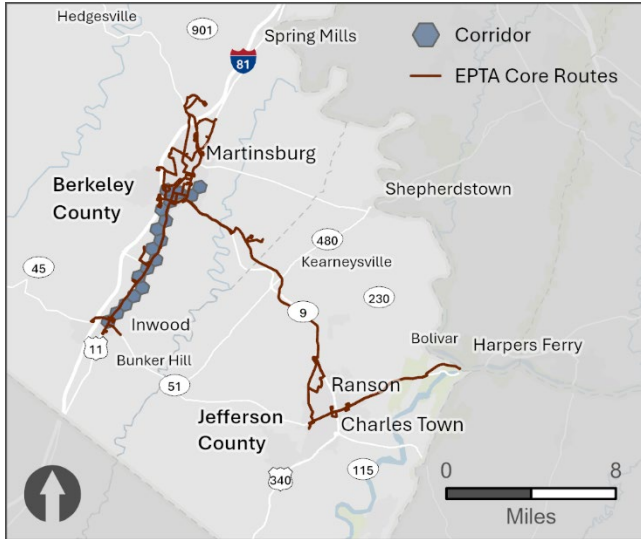 Hedgesville
901
Spring Mills
81
Corridor
EPTA Core Routes
Martinsburg
Berkeley
County
Shepherdstown
480
Kearneysville
45
230
9
Inwood
11
Bunker Hill
Bolivar
Harpers Ferry
51
Ranson
Jefferson
County
Charles Town
115
340
0
8
Miles